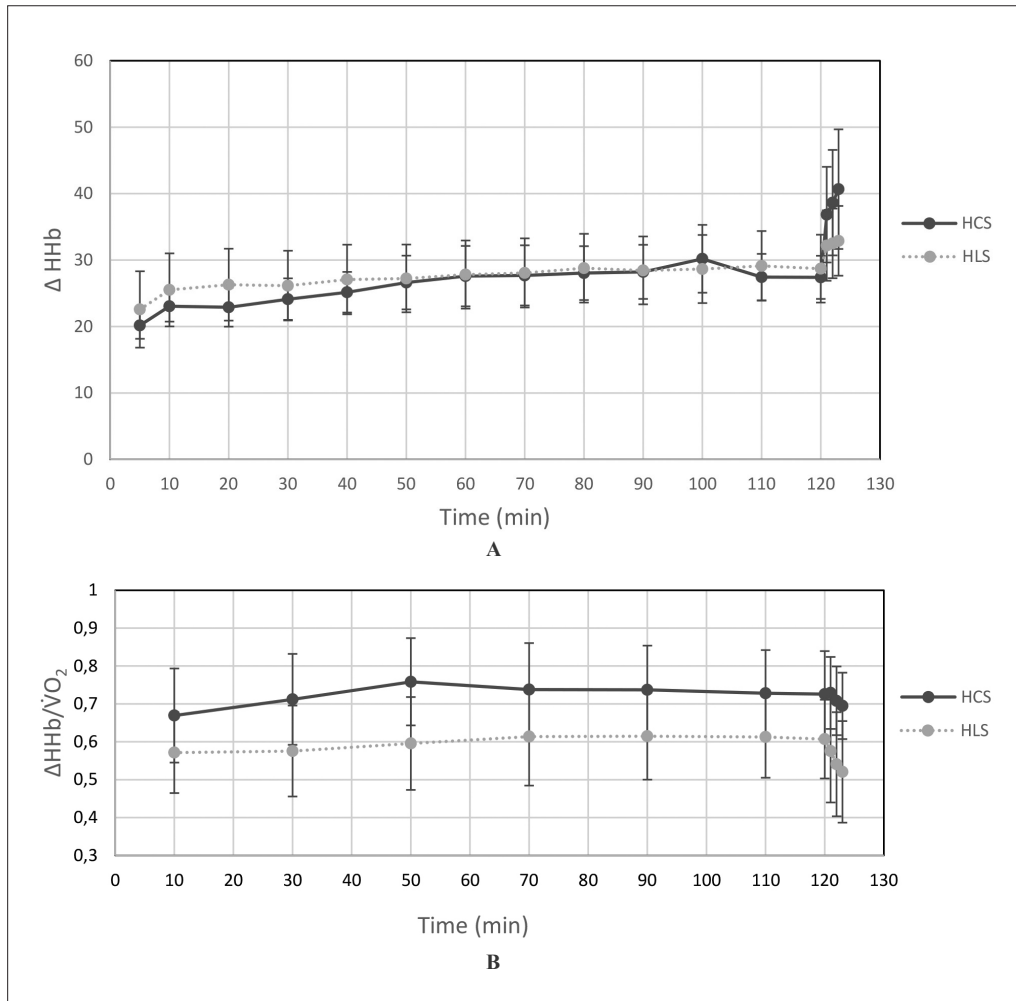 60
50
40
30
20
10
0
Δ HHb
0 10 20 30 40 50 60 70 80 90 100 110 120 130
Time (min)
HCS
HLS
A
1
0,9
0,8
0,7
0,6
0,5
0,4
0,3
ΔHHb/V̇O₂
0 10 20 30 40 50 60 70 80 90 100 110 120 130
Time (min)
HCS
HLS
B